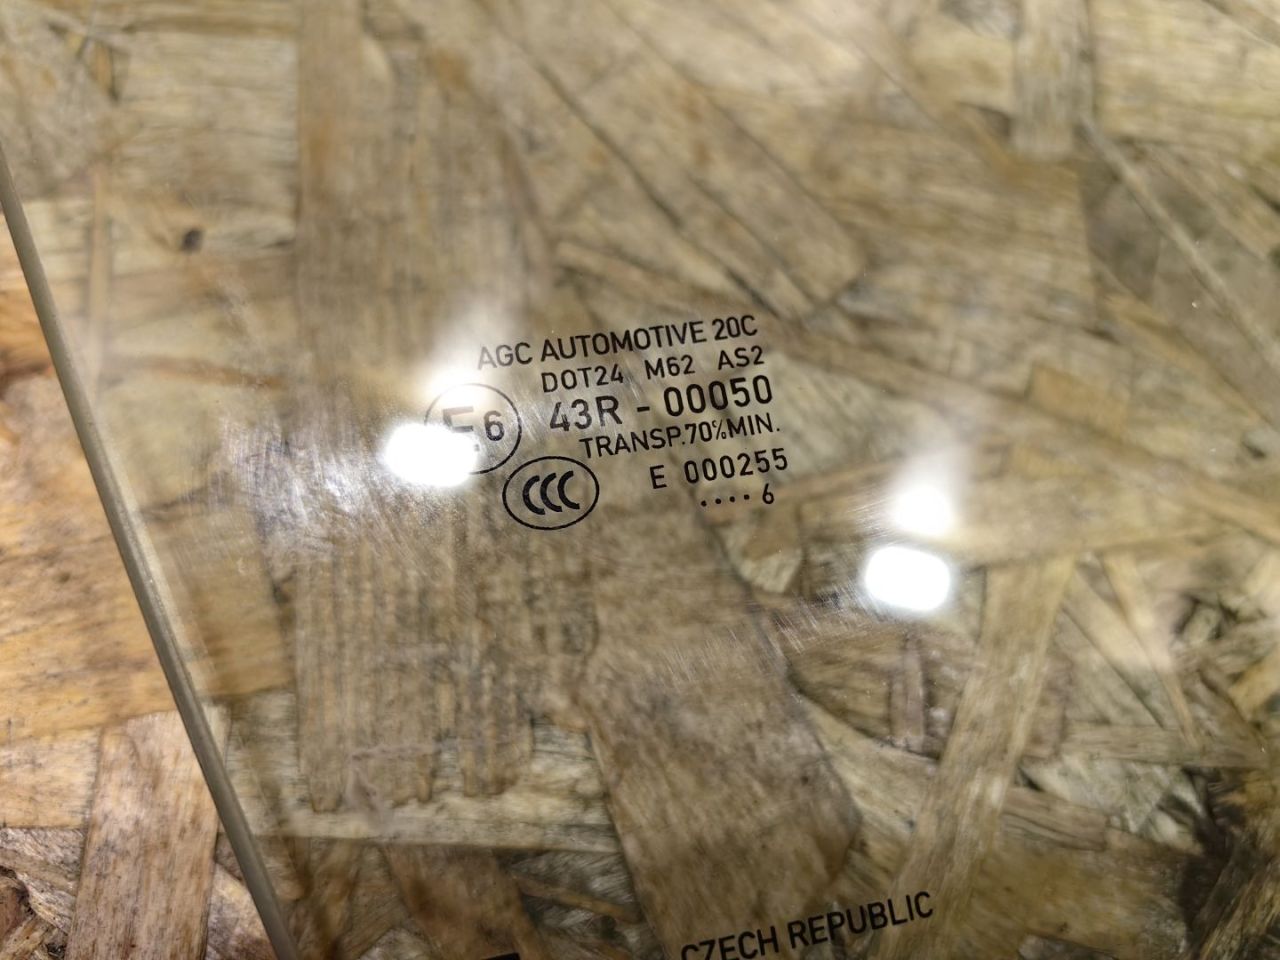 AGC AUTOMOTIVE 20C
DOT24 M62 AS2
E6 43R - 00050
TRANSP.70%MIN.
CCC E 000255
.... 6
CZECH REPUBLIC